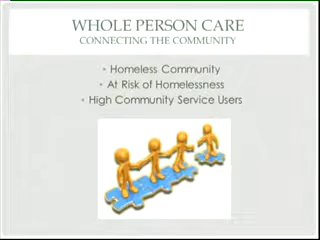 WHOLE PERSON CARE
CONNECTING THE COMMUNITY
• Homeless Community
• At Risk of Homelessness
• High Community Service Users